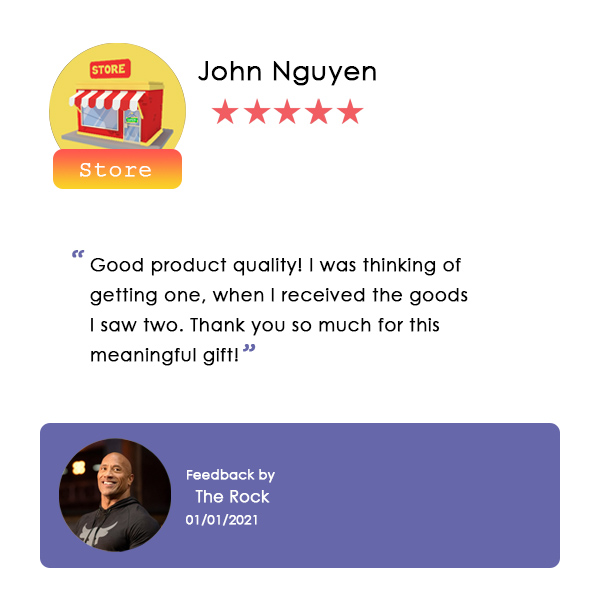 STORE
Store
John Nguyen
“ Good product quality! I was thinking of
getting one, when I received the goods
I saw two. Thank you so much for this
meaningful gift! ”
Feedback by
The Rock
01/01/2021